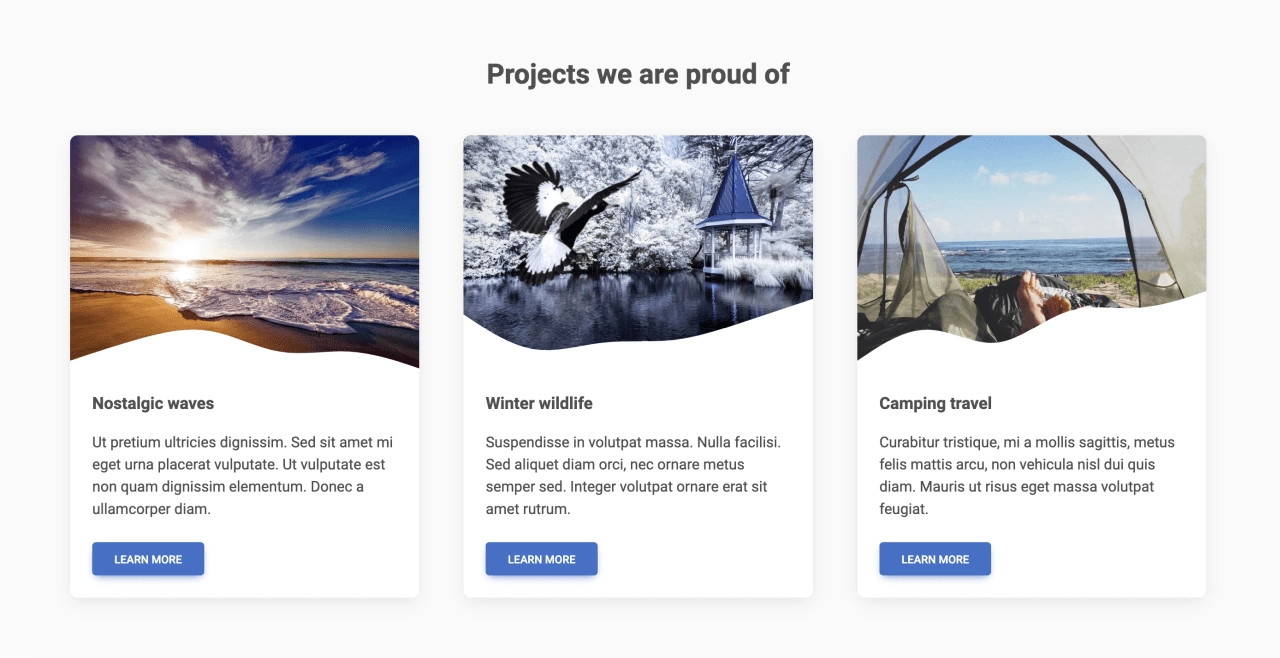 Projects we are proud of
Nostalgic waves
Ut pretium ultricies dignissim. Sed sit amet mi
eget urna placerat vulputate. Ut vulputate est
non quam dignissim elementum. Donec a
ullamcorper diam.
LEARN MORE
Winter wildlife
Suspendisse in volutpat massa. Nulla facilisi.
Sed aliquet diam orci, nec ornare metus
semper sed. Integer volutpat ornare erat sit
amet rutrum.
LEARN MORE
Camping travel
Curabitur tristique, mi a mollis sagittis, metus
felis mattis arcu, non vehicula nisl dui quis
diam. Mauris ut risus eget massa volutpat
feugiat.
LEARN MORE